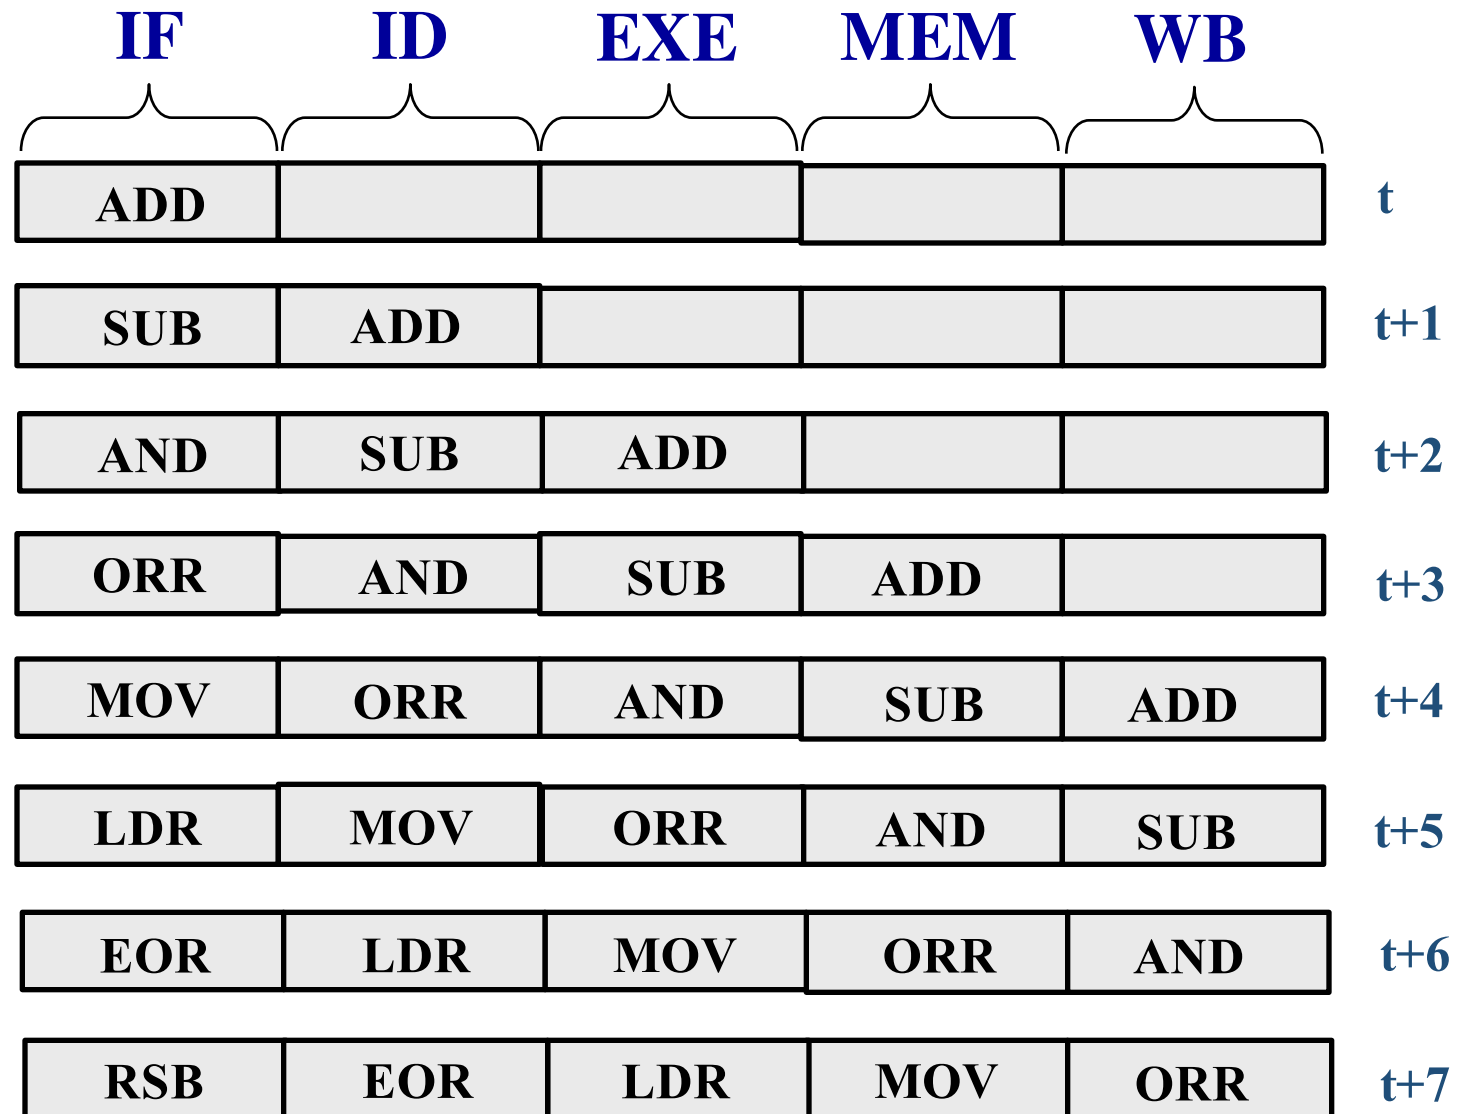 IF ID EXE MEM WB
ADD t
SUB ADD t+1
AND SUB ADD t+2
ORR AND SUB ADD t+3
MOV ORR AND SUB ADD t+4
LDR MOV ORR AND SUB t+5
EOR LDR MOV ORR AND t+6
RSB EOR LDR MOV ORR t+7